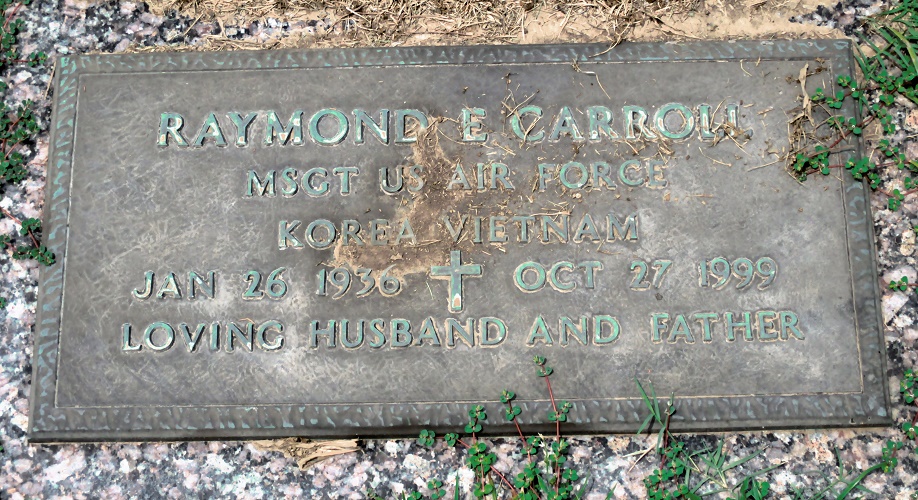 RAYMOND E CARROLL
MSGT US AIR FORCE
KOREA VIETNAM
JAN 26 1936 OCT 27 1999
LOVING HUSBAND AND FATHER